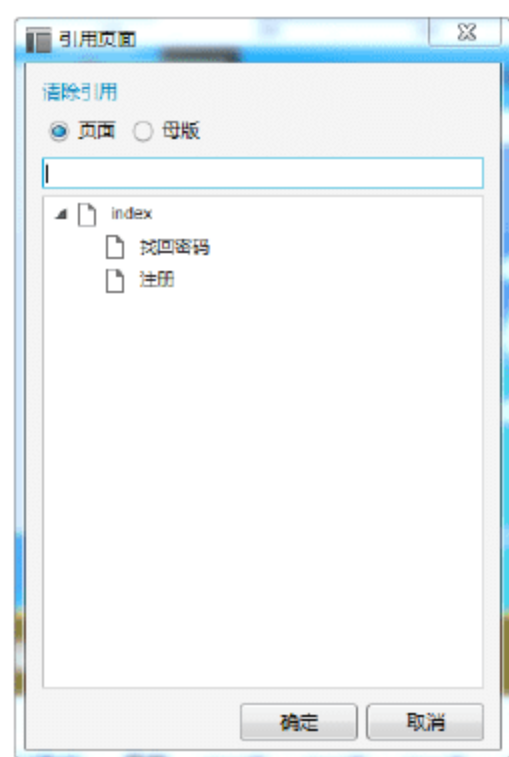 引用页面
清除引用
页面 母版
index
找回密码
注册
确定 取消